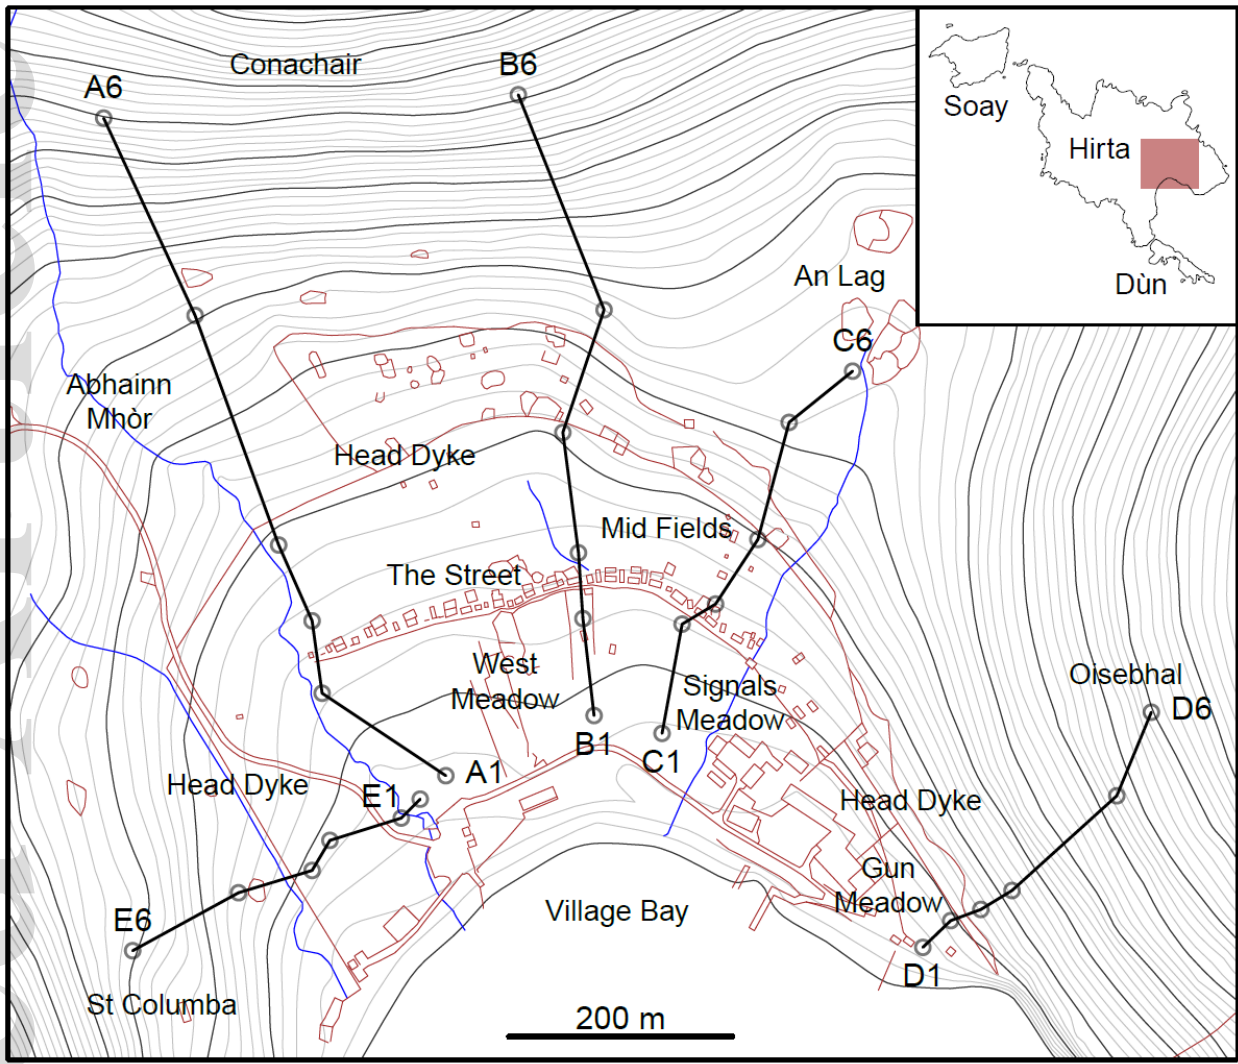 Conachair
B6
A6
Soay
Hirta
An Lag
Dùn
C6
Abhainn
Mhòr
Head Dyke
Mid Fields
The Street
West
Meadow
Signals
Meadow
Oisebhal
D6
B1
C1
A1
Head Dyke
E1
Head Dyke
Gun
Meadow
Village Bay
E6
D1
St Columba
200 m